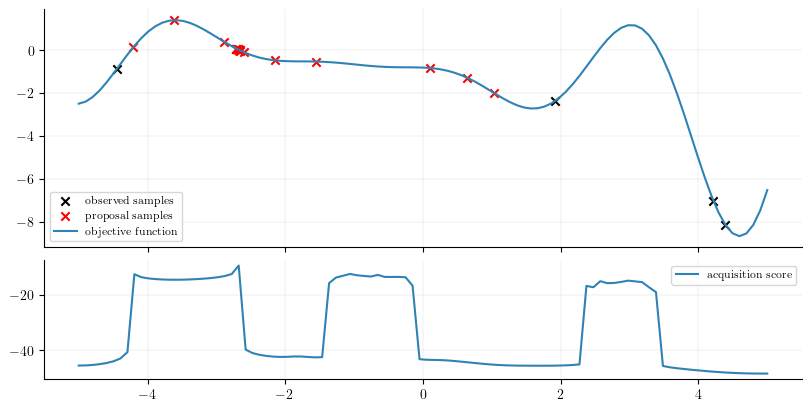 0
−2
−4
−6
−8
observed samples
proposal samples
objective function
−20
−40
acquisition score
−4 −2 0 2 4